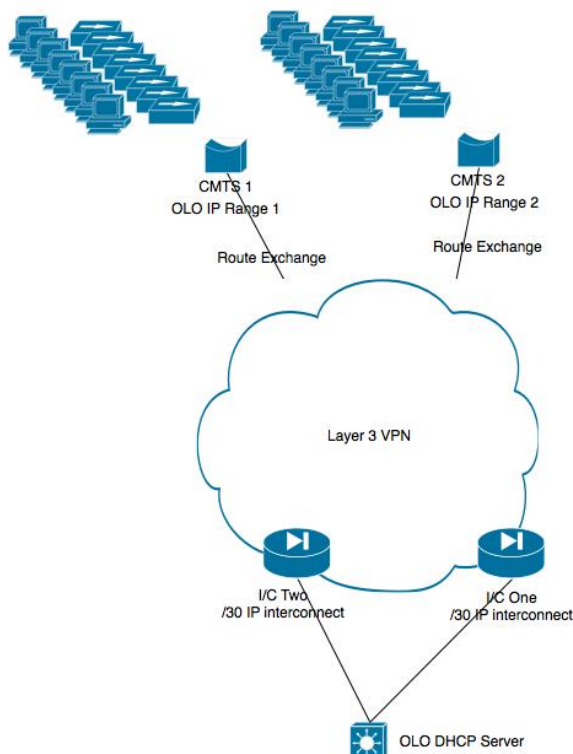 CMTS 1
OLO IP Range 1
CMTS 2
OLO IP Range 2
Route Exchange
Route Exchange
Layer 3 VPN
I/C Two
/30 IP interconnect
I/C One
/30 IP interconnect
OLO DHCP Server